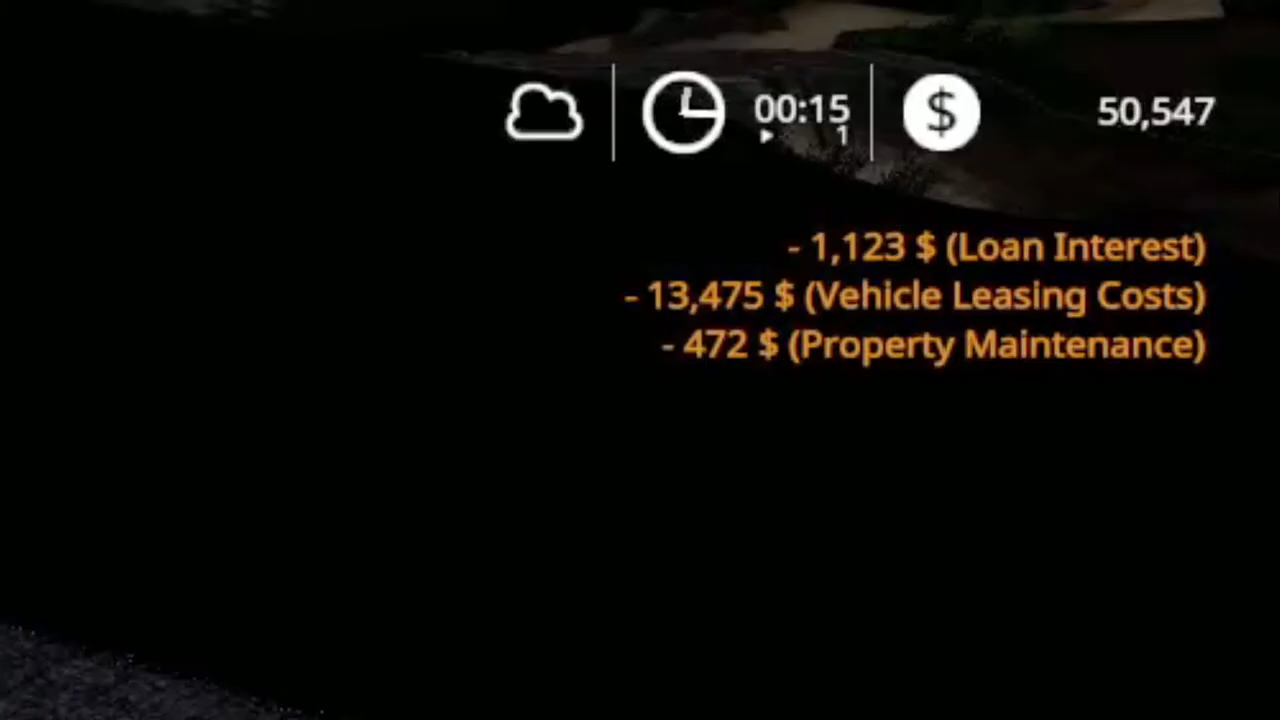 00:15
1
$ 50,547
- 1,123 $ (Loan Interest)
- 13,475 $ (Vehicle Leasing Costs)
- 472 $ (Property Maintenance)